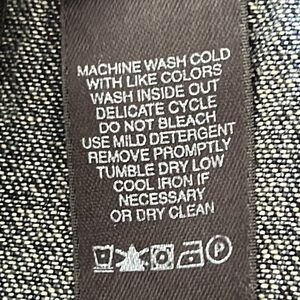 MACHINE WASH COLD
WITH LIKE COLORS
WASH INSIDE OUT
DELICATE CYCLE
DO NOT BLEACH
USE MILD DETERGENT
REMOVE PROMPTLY
TUMBLE DRY LOW
COOL IRON IF
NECESSARY
OR DRY CLEAN
P